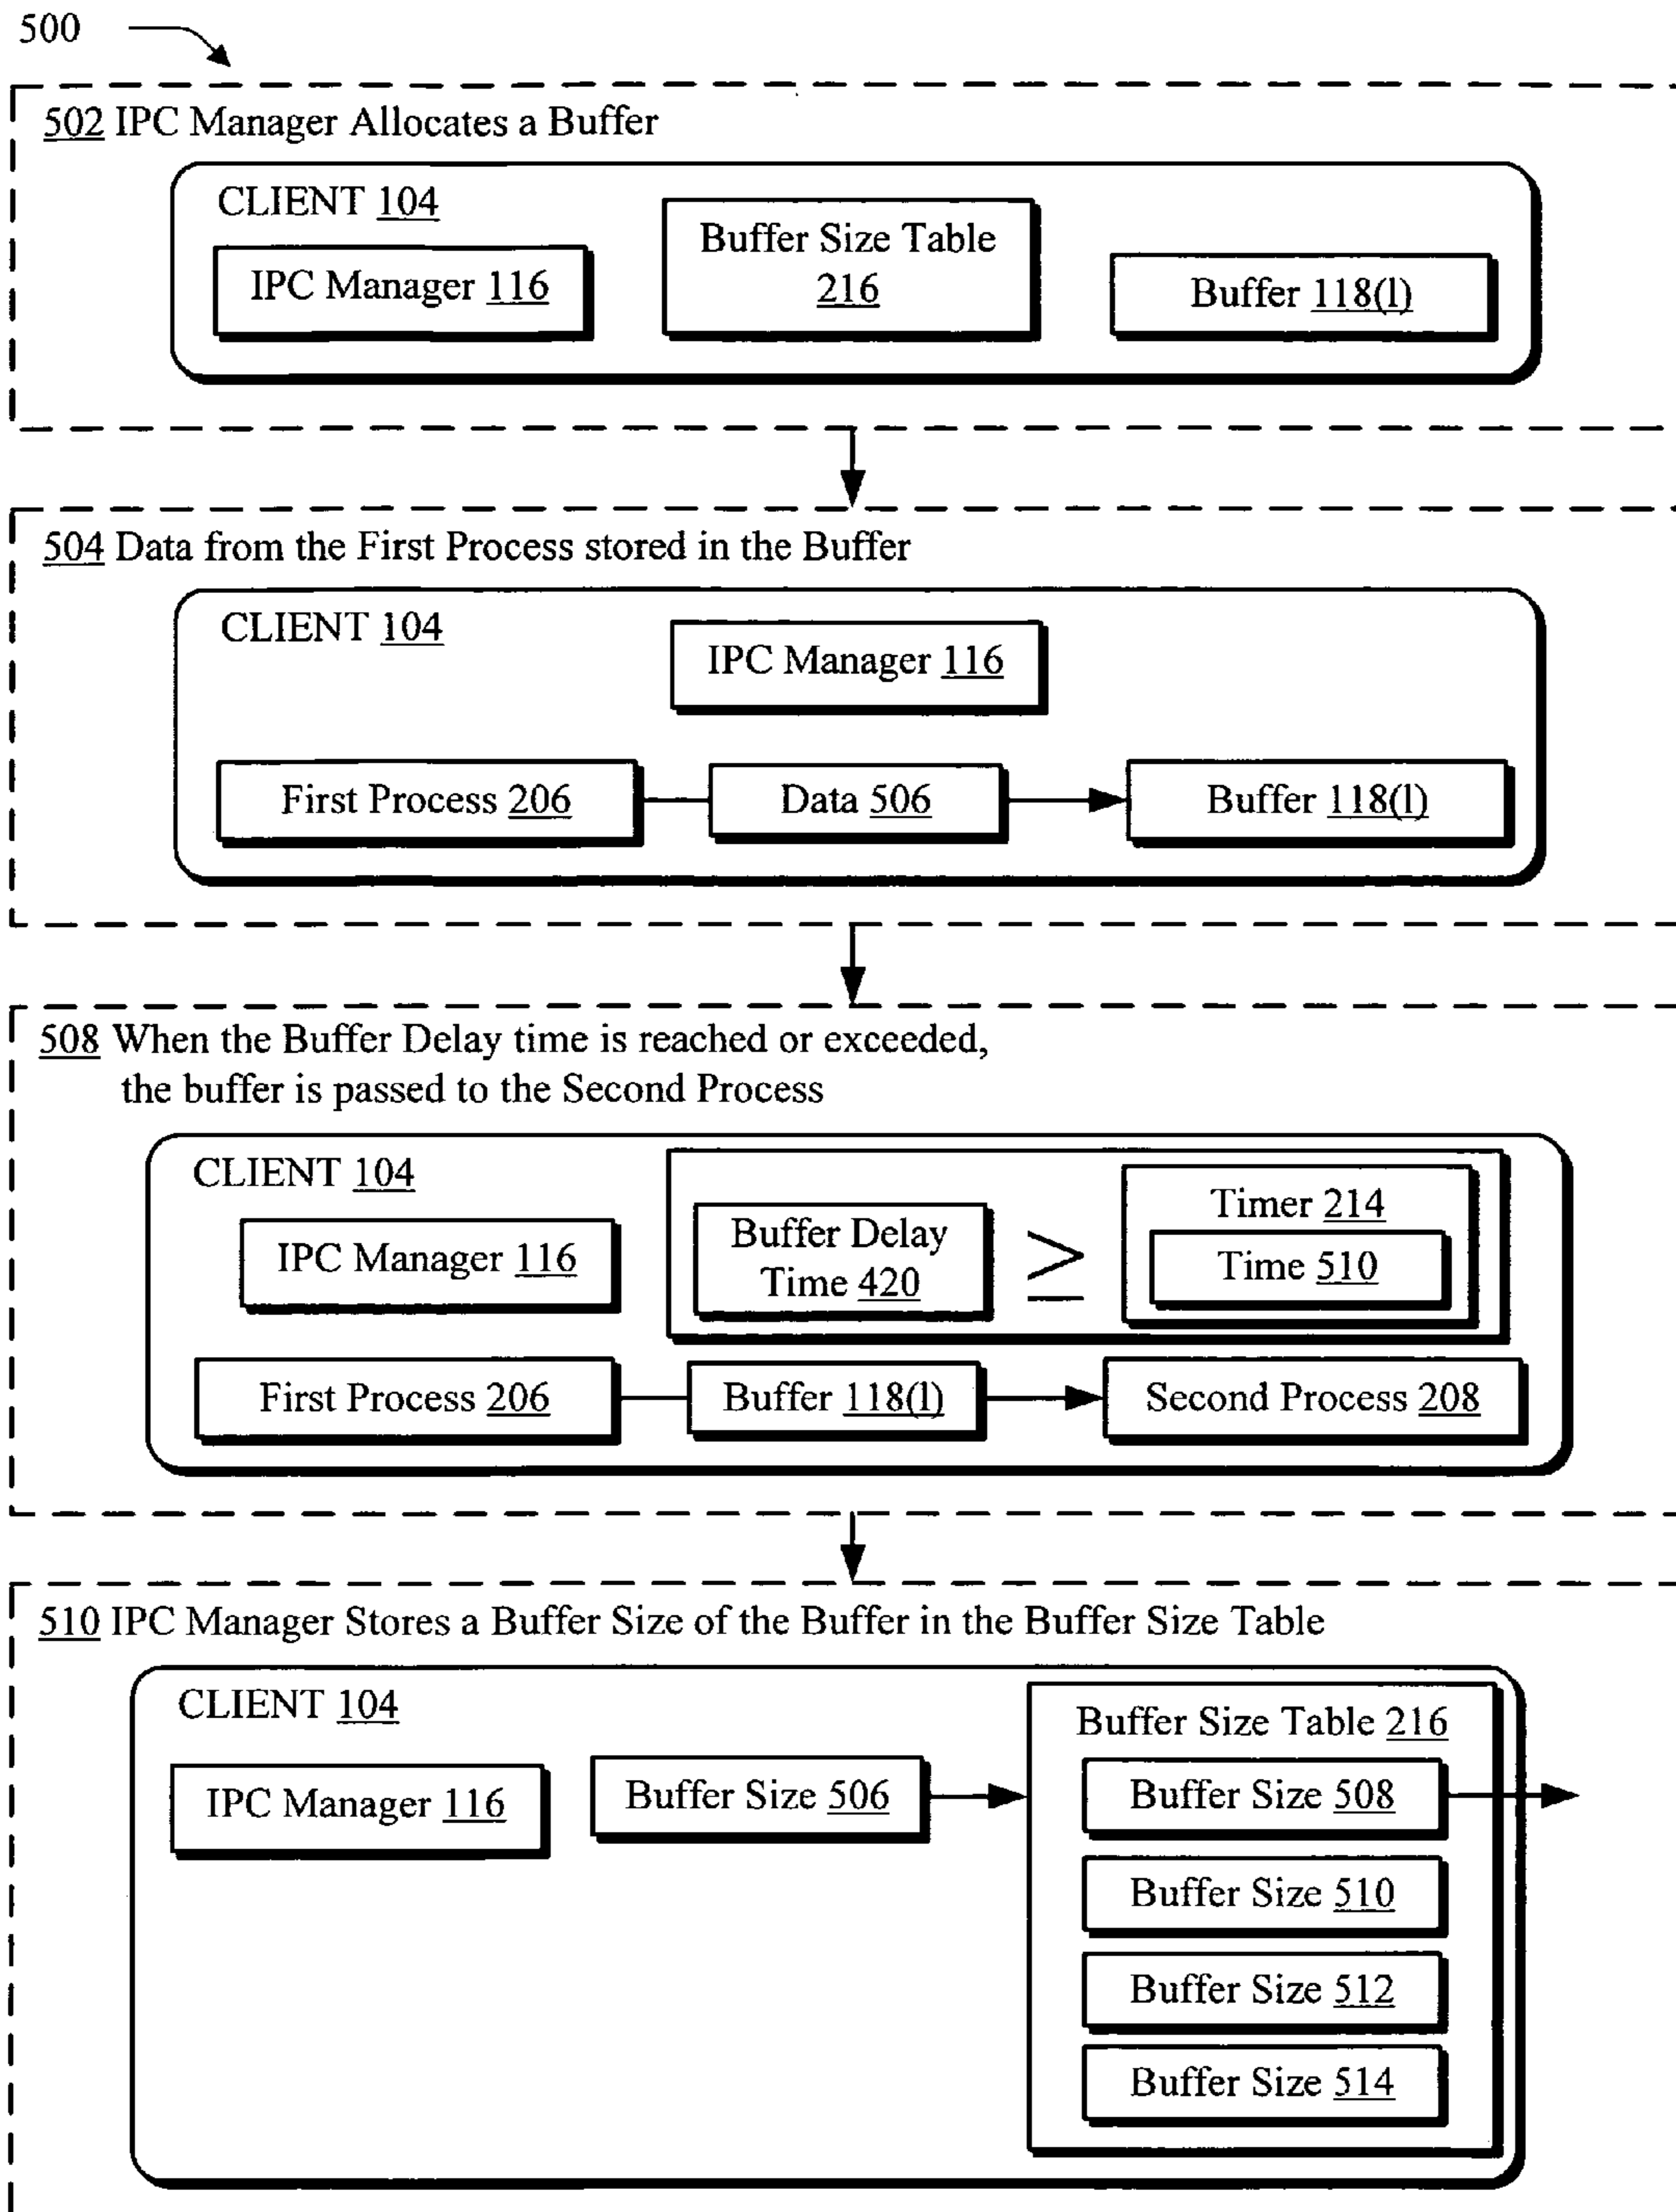 500
502 IPC Manager Allocates a Buffer
CLIENT 104
IPC Manager 116
Buffer Size Table
216
Buffer 118(l)
504 Data from the First Process stored in the Buffer
CLIENT 104
IPC Manager 116
First Process 206
Data 506
Buffer 118(l)
508 When the Buffer Delay time is reached or exceeded,
the buffer is passed to the Second Process
CLIENT 104
IPC Manager 116
Buffer Delay
Time 420
≥
Timer 214
Time 510
First Process 206
Buffer 118(l)
Second Process 208
510 IPC Manager Stores a Buffer Size of the Buffer in the Buffer Size Table
CLIENT 104
IPC Manager 116
Buffer Size 506
Buffer Size Table 216
Buffer Size 508
Buffer Size 510
Buffer Size 512
Buffer Size 514